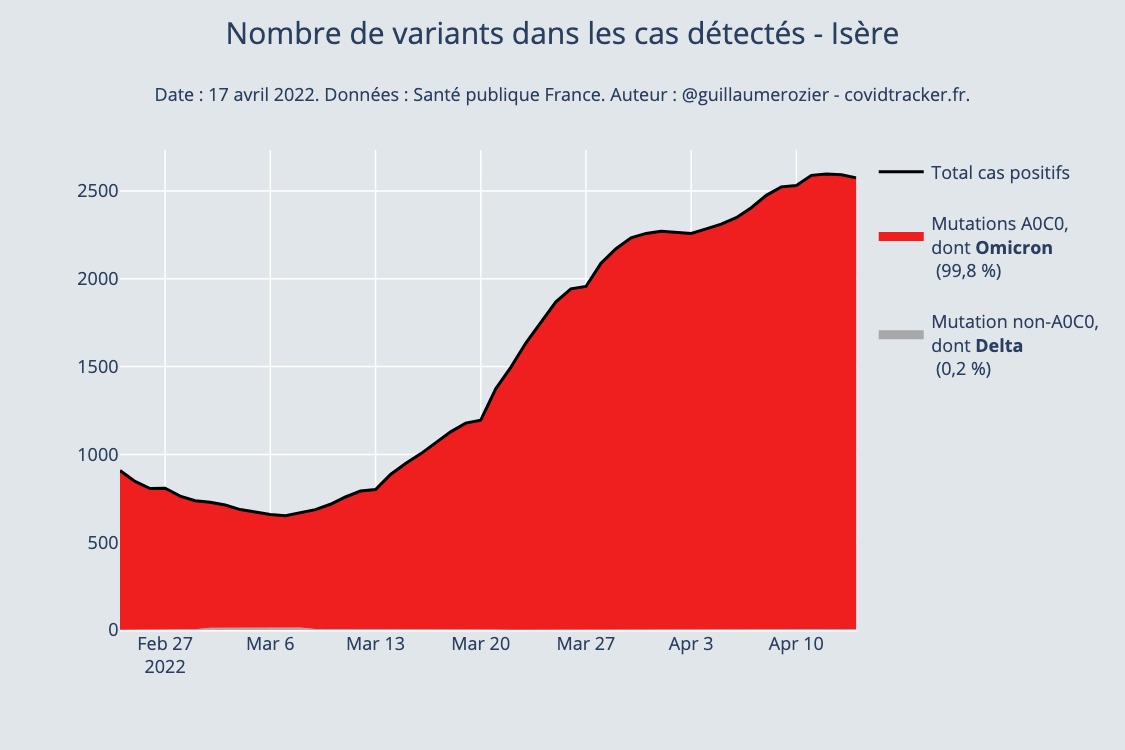 Nombre de variants dans les cas détectés - Isère
Date : 17 avril 2022. Données : Santé publique France. Auteur : @guillaumerozier - covidtracker.fr.
Total cas positifs
Mutations A0C0,
dont Omicron
(99,8 %)
Mutation non-A0C0,
dont Delta
(0,2 %)
2500
2000
1500
1000
500
0
Feb 27
2022
Mar 6
Mar 13
Mar 20
Mar 27
Apr 3
Apr 10